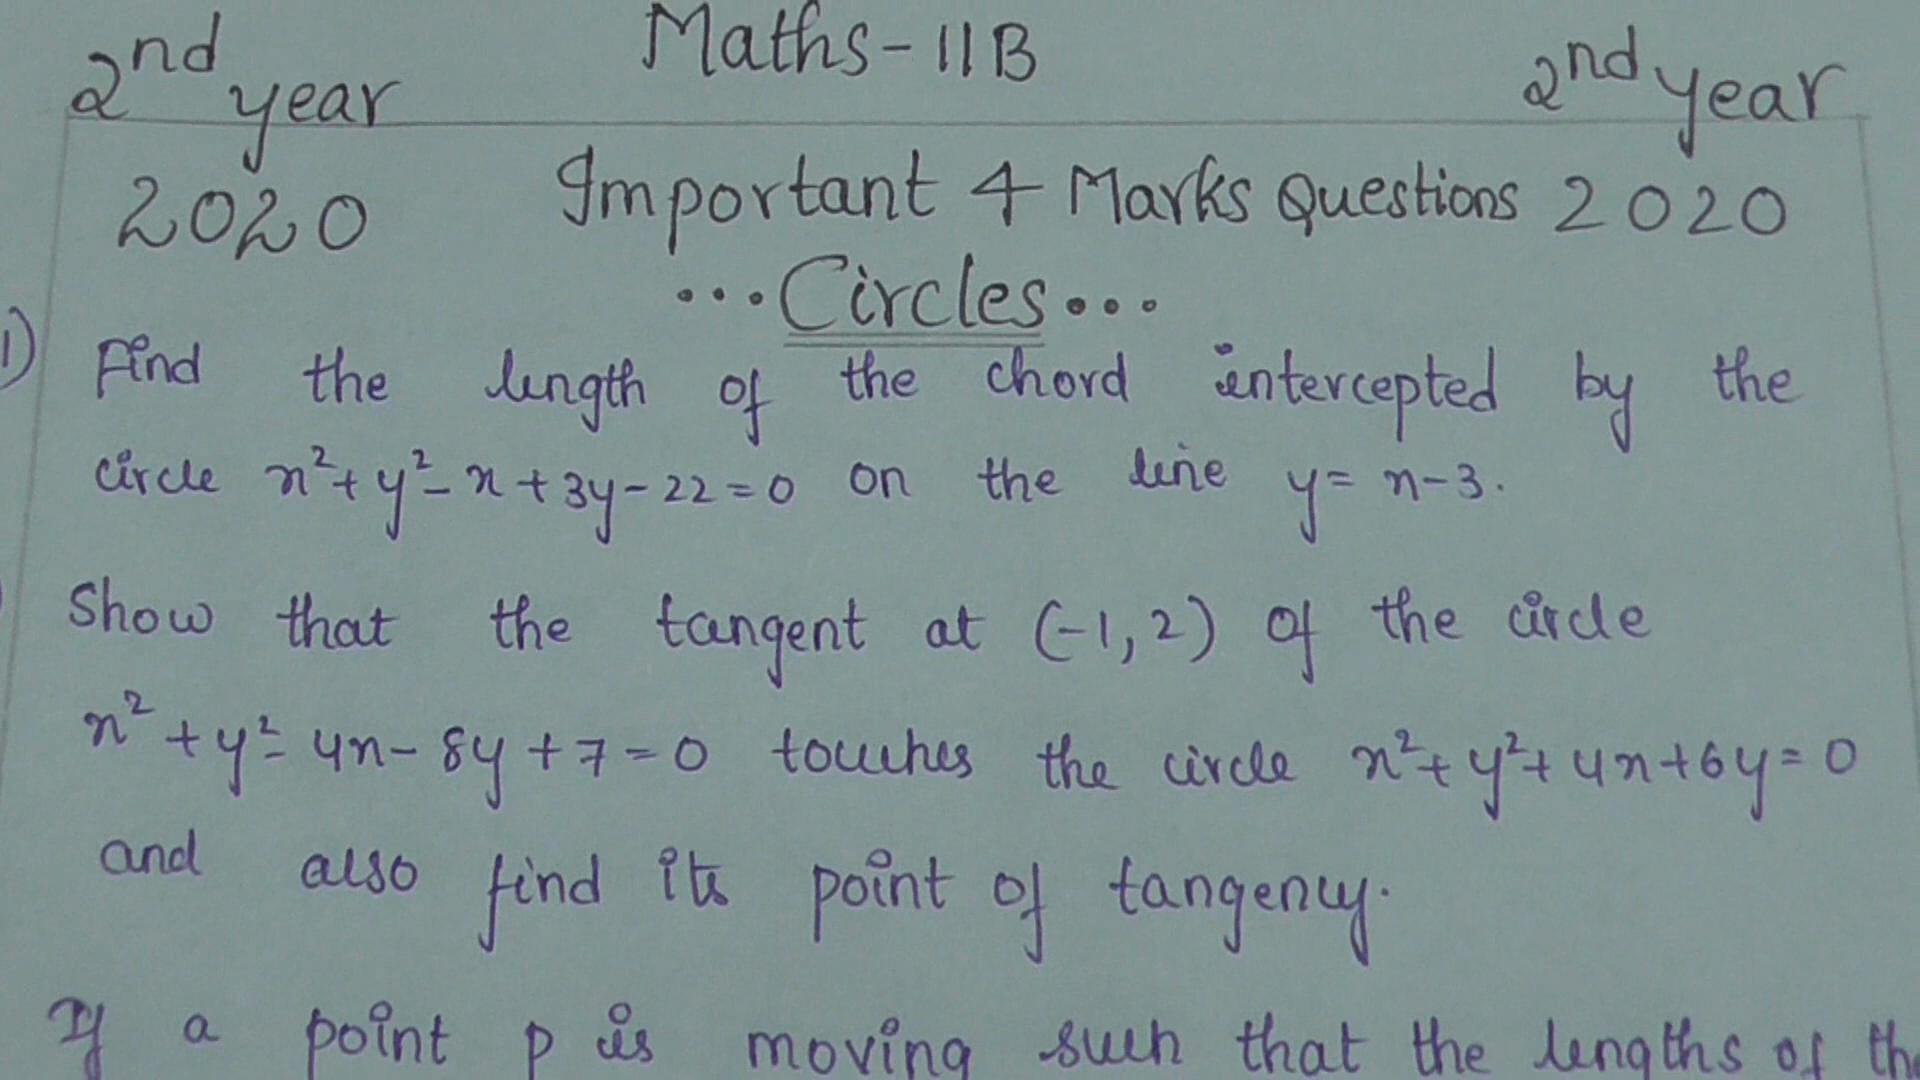 2nd year Maths-IIB 2nd year
2020 Important 4 Marks Questions 2020
...Circles...
1) Find the length of the chord intercepted by the
circle x²+y²-x+3y-22=0 on the line y=x-3.
Show that the tangent at (-1,2) of the circle
x²+y²-4x-8y+7=0 touches the circle x²+y²+4x+6y=0
and also find its point of tangency.
If a point p is moving such that the lengths of the